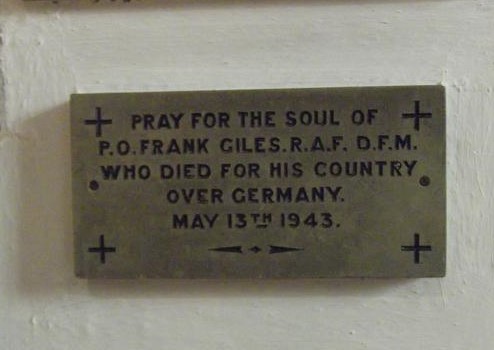 PRAY FOR THE SOUL OF
P.O. FRANK GILES. R.A.F. D.F.M.
WHO DIED FOR HIS COUNTRY
OVER GERMANY.
MAY 13TH 1943.